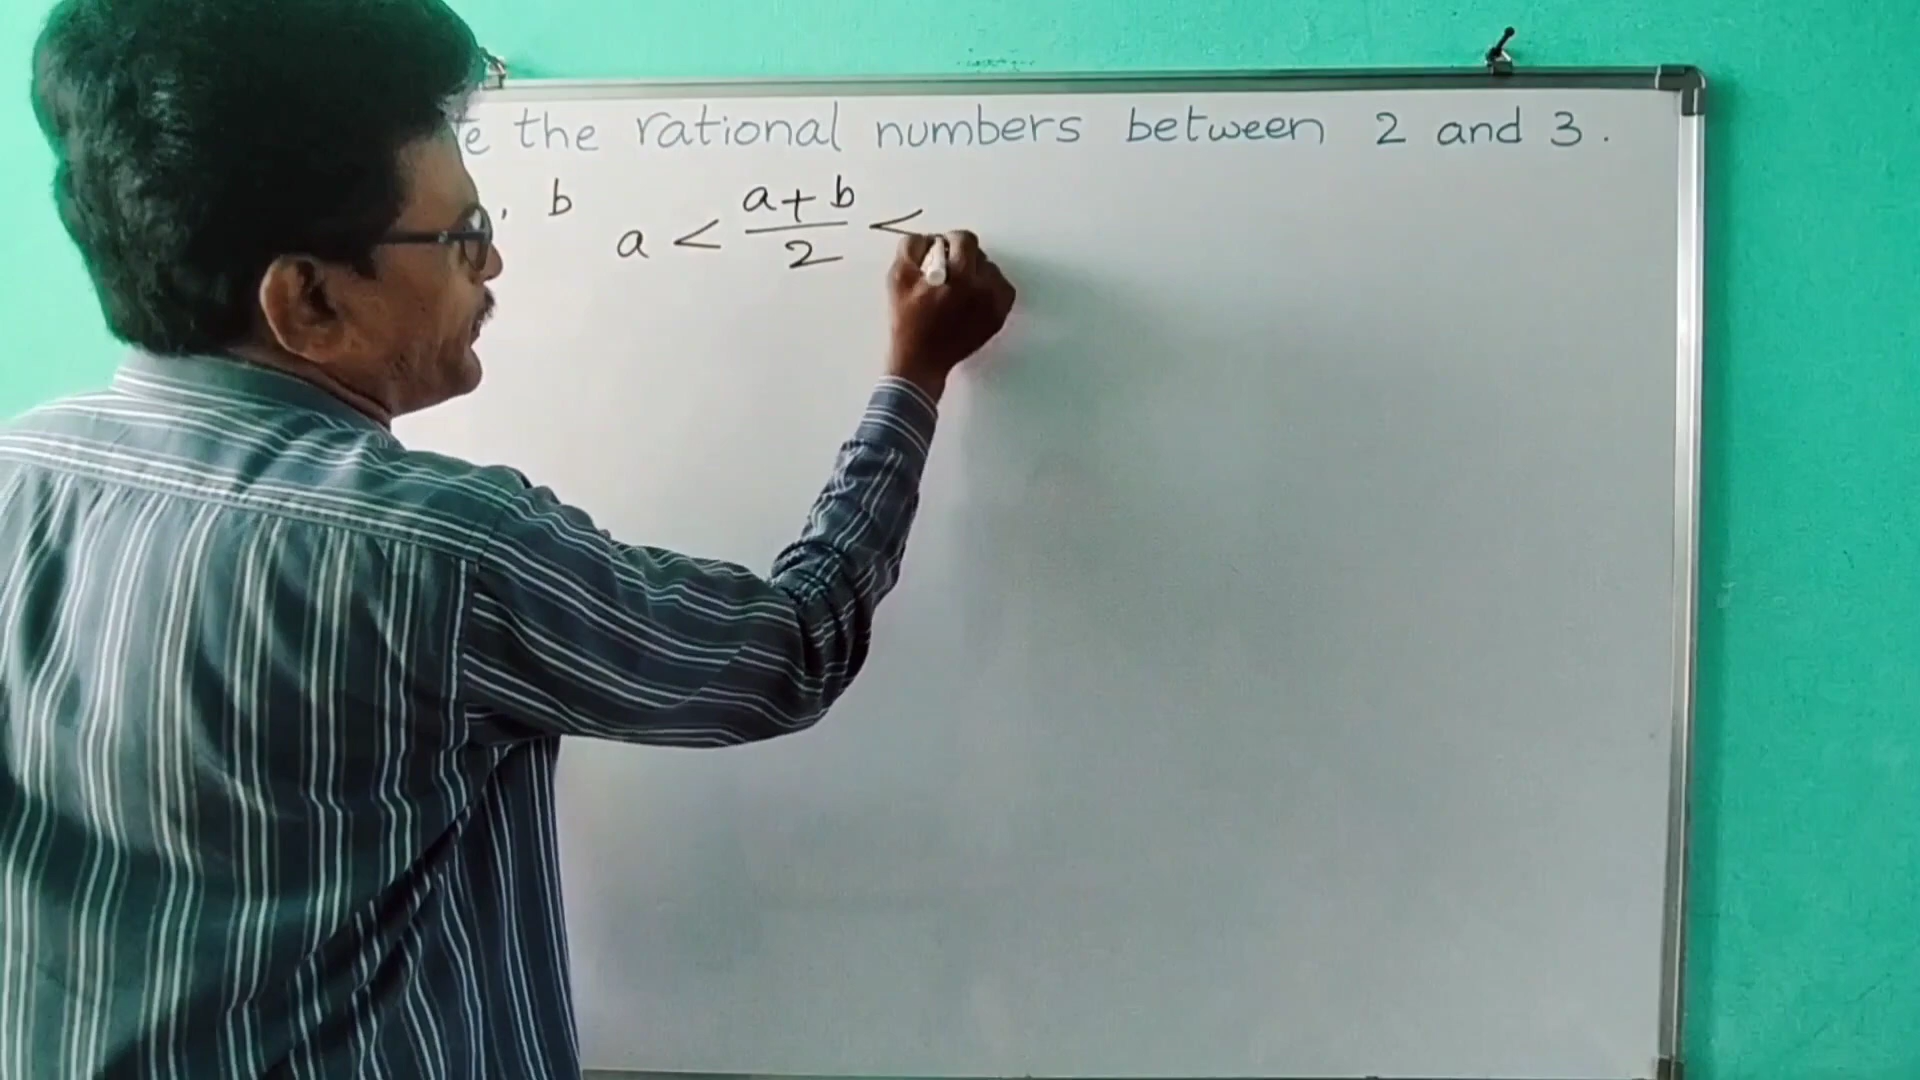 the rational numbers between 2 and 3.
, b
a < a+b/2 <